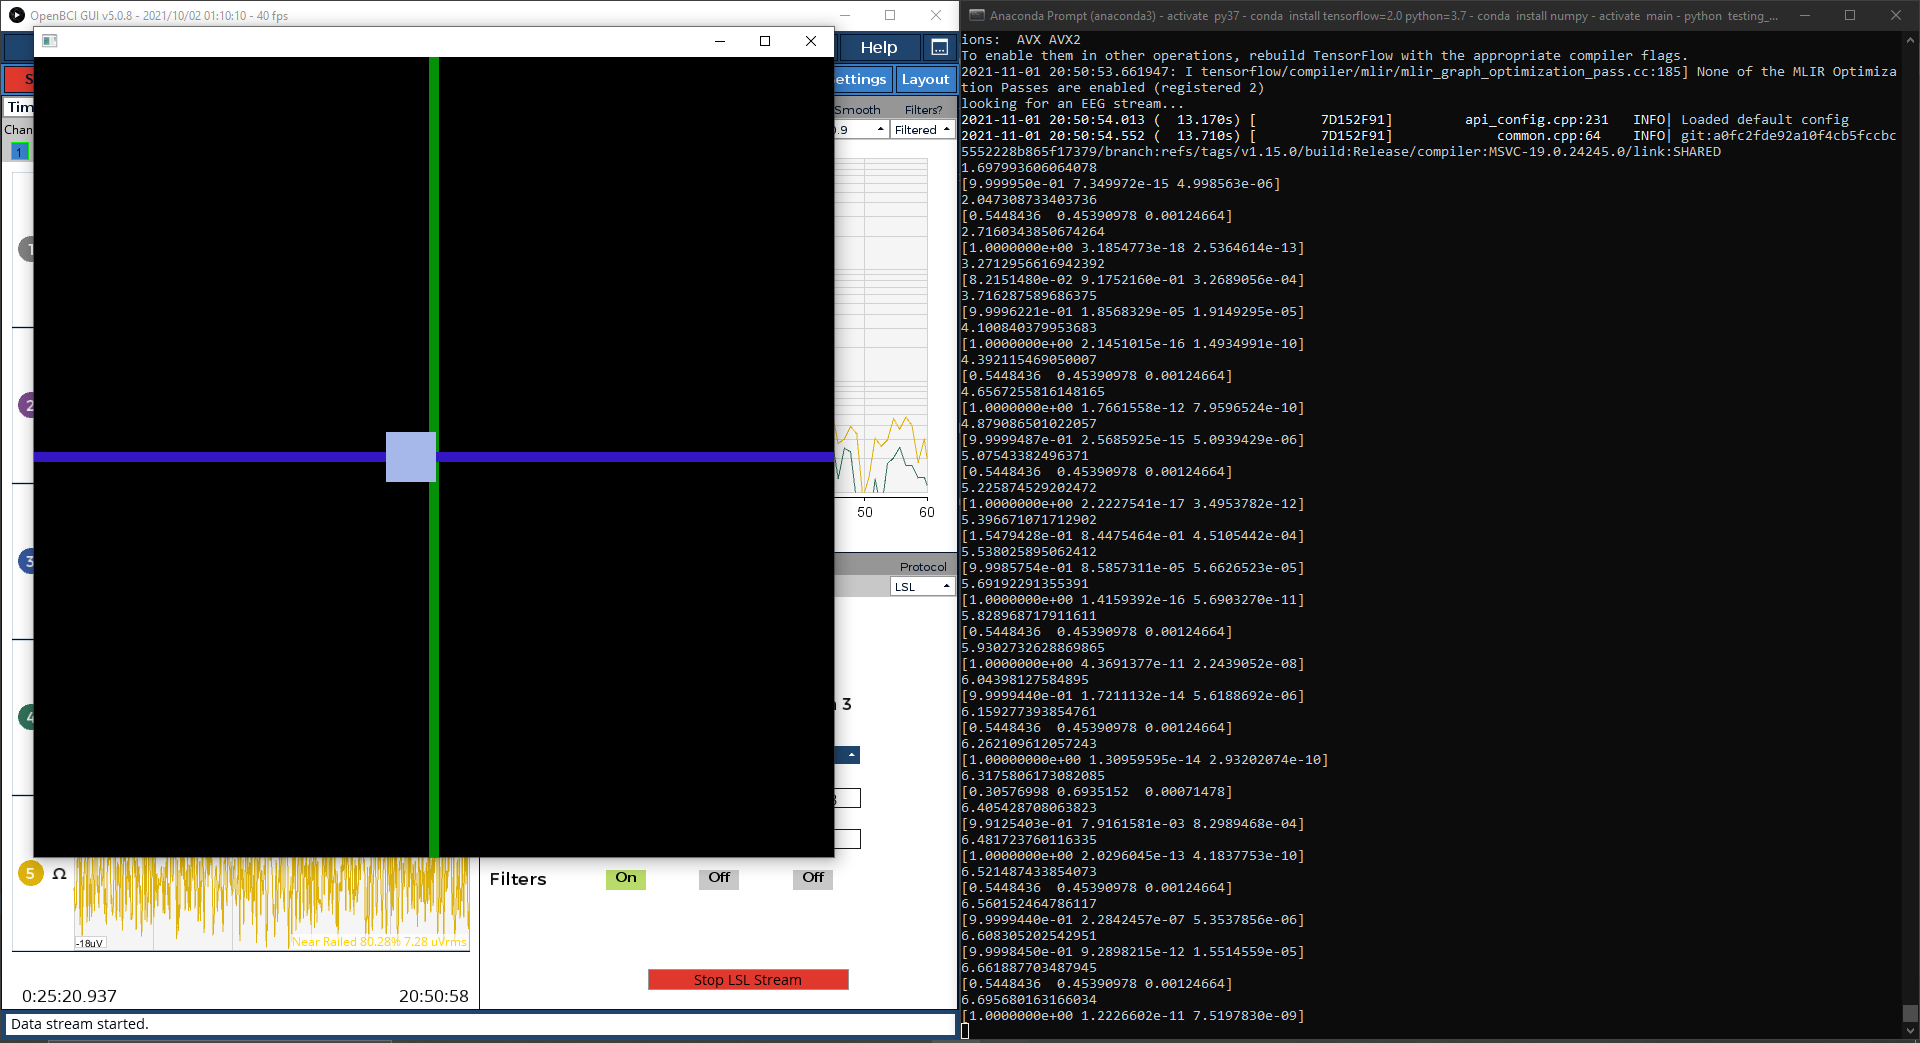 OpenBCI GUI v5.0.8 - 2021/10/02 01:10:10 - 40 fps
Help
ettings
Layout
Tim
Smooth
Filters?
Chan
0.9
Filtered
1
1
2
3
4
50
60
Protocol
LSL
3
5 Ω
-18uV
Near Railed 80.28% 7.28 uVrms
Filters
On
Off
Off
Stop LSL Stream
0:25:20.937
20:50:58
Data stream started.
Anaconda Prompt (anaconda3) - activate py37 - conda install tensorflow=2.0 python=3.7 - conda install numpy - activate main - python testing_...
ions:  AVX AVX2
To enable them in other operations, rebuild TensorFlow with the appropriate compiler flags.
2021-11-01 20:50:53.661947: I tensorflow/compiler/mlir/mlir_graph_optimization_pass.cc:185] None of the MLIR Optimiza
tion Passes are enabled (registered 2)
looking for an EEG stream...
2021-11-01 20:50:54.013 (  13.170s) [        7D152F91]         api_config.cpp:231   INFO| Loaded default config
2021-11-01 20:50:54.552 (  13.710s) [        7D152F91]             common.cpp:64    INFO| git:a0fc2fde92a10f4cb5fccbc
5552228b865f17379/branch:refs/tags/v1.15.0/build:Release/compiler:MSVC-19.0.24245.0/link:SHARED
1.697993606064078
[9.999950e-01 7.349972e-15 4.998563e-06]
2.047308733403736
[0.5448436  0.45390978 0.00124664]
2.7160343850674264
[1.0000000e+00 3.1854773e-18 2.5364614e-13]
3.2712956616942392
[8.2151480e-02 9.1752160e-01 3.2689056e-04]
3.716287589686375
[9.9996221e-01 1.8568329e-05 1.9149295e-05]
4.100840379953683
[1.0000000e+00 2.1451015e-16 1.4934991e-10]
4.392115469050007
[0.5448436  0.45390978 0.00124664]
4.6567255816148165
[1.0000000e+00 1.7661558e-12 7.9596524e-10]
4.879086501022057
[9.9999487e-01 2.5685925e-15 5.0939429e-06]
5.07543382496371
[0.5448436  0.45390978 0.00124664]
5.225874529202472
[1.0000000e+00 2.2227541e-17 3.4953782e-12]
5.396671071712902
[1.5479428e-01 8.4475464e-01 4.5105442e-04]
5.538025895062412
[9.9985754e-01 8.5857311e-05 5.6626523e-05]
5.69192291355391
[1.0000000e+00 1.4159392e-16 5.6903270e-11]
5.828968717911611
[0.5448436  0.45390978 0.00124664]
5.9302732628869865
[1.0000000e+00 4.3691377e-11 2.2439052e-08]
6.04398127584895
[9.9999440e-01 1.7211132e-14 5.6188692e-06]
6.159277393854761
[0.5448436  0.45390978 0.00124664]
6.262109612057243
[1.00000000e+00 1.30959595e-14 2.93202074e-10]
6.3175806173082085
[0.30576998 0.6935152  0.00071478]
6.405428708063823
[9.9125403e-01 7.9161581e-03 8.2989468e-04]
6.481723760116335
[1.0000000e+00 2.0296045e-13 4.1837753e-10]
6.521487433854073
[0.5448436  0.45390978 0.00124664]
6.560152464786117
[9.9999440e-01 2.2842457e-07 5.3537856e-06]
6.608305202542951
[9.9998450e-01 9.2898215e-12 1.5514559e-05]
6.661887703487945
[0.5448436  0.45390978 0.00124664]
6.695680163166034
[1.0000000e+00 1.2226602e-11 7.5197830e-09]